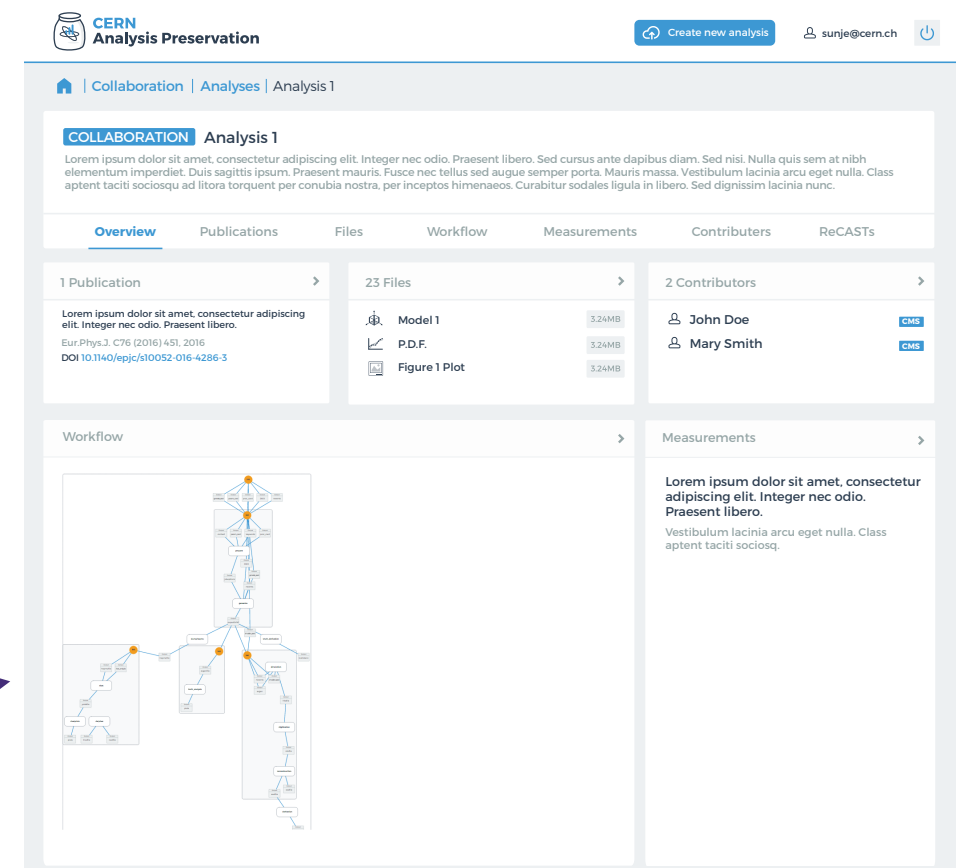 CERN
Analysis Preservation
Create new analysis
sunje@cern.ch
| Collaboration | Analyses | Analysis 1
COLLABORATION Analysis 1
Lorem ipsum dolor sit amet, consectetur adipiscing elit. Integer nec odio. Praesent libero. Sed cursus ante dapibus diam. Sed nisi. Nulla quis sem at nibh
elementum imperdiet. Duis sagittis ipsum. Praesent mauris. Fusce nec tellus sed augue semper porta. Mauris massa. Vestibulum lacinia arcu eget nulla. Class
aptent taciti sociosqu ad litora torquent per conubia nostra, per inceptos himenaeos. Curabitur sodales ligula in libero. Sed dignissim lacinia nunc.
Overview Publications Files Workflow Measurements Contributers ReCASTs
1 Publication
Lorem ipsum dolor sit amet, consectetur adipiscing
elit. Integer nec odio. Praesent libero.
Eur.Phys.J. C76 (2016) 451, 2016
DOI 10.1140/epjc/s10052-016-4286-3
23 Files
Model 1 3.24MB
P.D.F. 3.24MB
Figure 1 Plot 3.24MB
2 Contributors
John Doe CMS
Mary Smith CMS
Workflow
Measurements
Lorem ipsum dolor sit amet, consectetur
adipiscing elit. Integer nec odio.
Praesent libero.
Vestibulum lacinia arcu eget nulla. Class
aptent taciti sociosq.